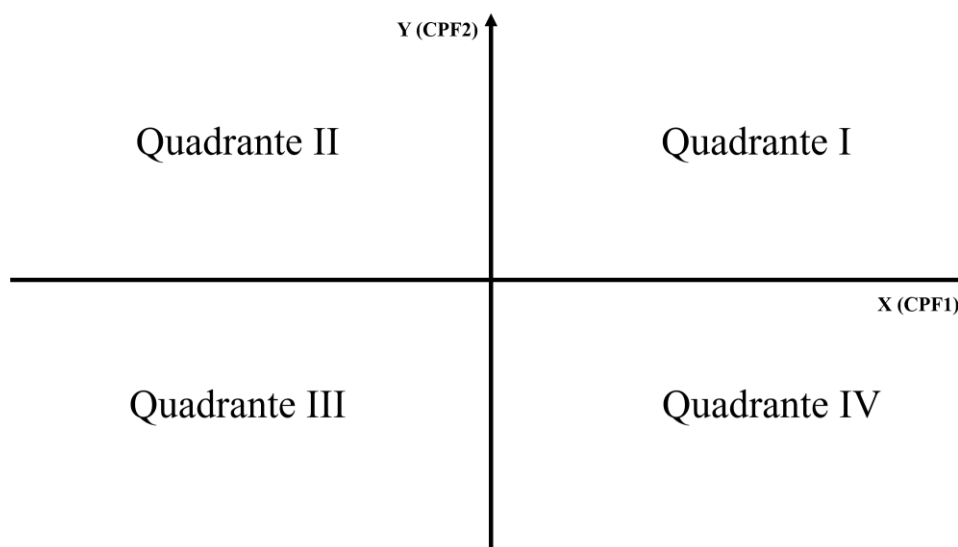 Y (CPF2)
Quadrante II
Quadrante I
X (CPF1)
Quadrante III
Quadrante IV